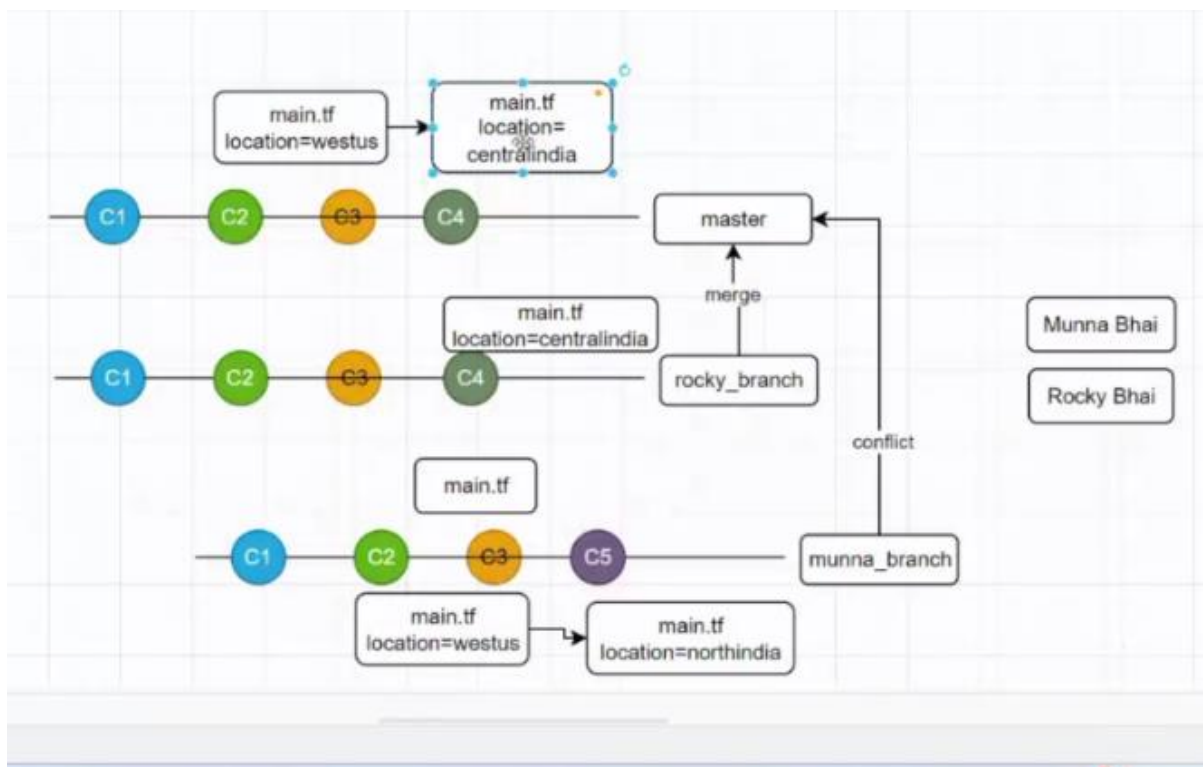 main.tf
location=westus
main.tf
location=
centralindia
C1
C2
C3
C4
master
merge
main.tf
location=centralindia
Munna Bhai
C1
C2
C3
C4
rocky_branch
Rocky Bhai
conflict
main.tf
C1
C2
C3
C5
munna_branch
main.tf
location=westus
main.tf
location=northindia